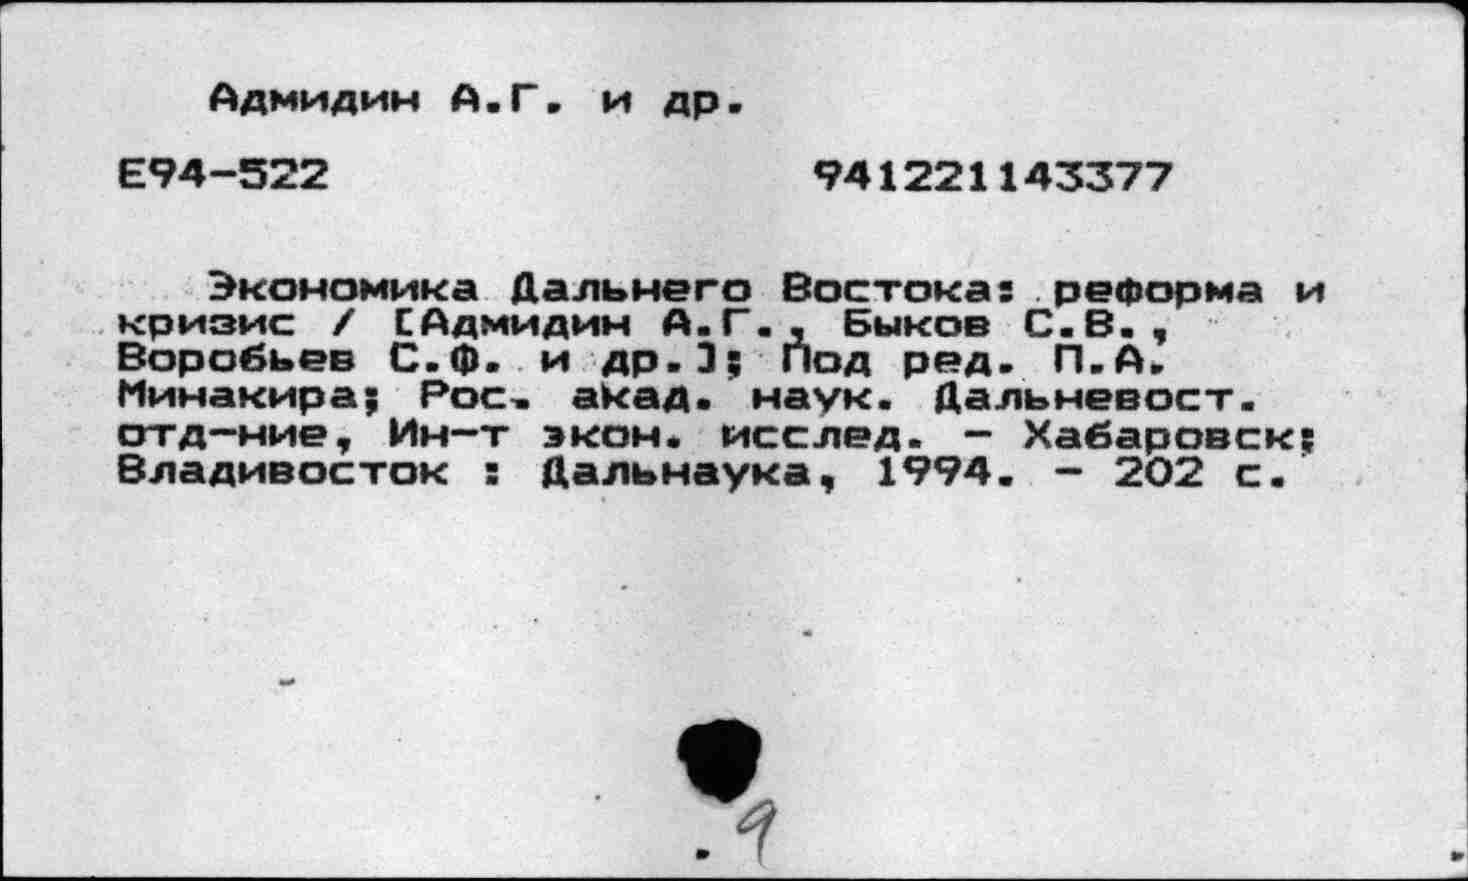 Адмидин А.Г. и др.
E94-522 941221143377
Экономика Дальнего Востока: реформа и
кризис / [Адмидин А.Г., Быков С.В.,
Воробьев С.Ф. и др.]; Под ред. П.А.
Минакира; Рос. акад. наук. Дальневост.
отд-ние, Ин-т экон. исслед. - Хабаровск;
Владивосток : Дальнаука, 1994. - 202 с.
9